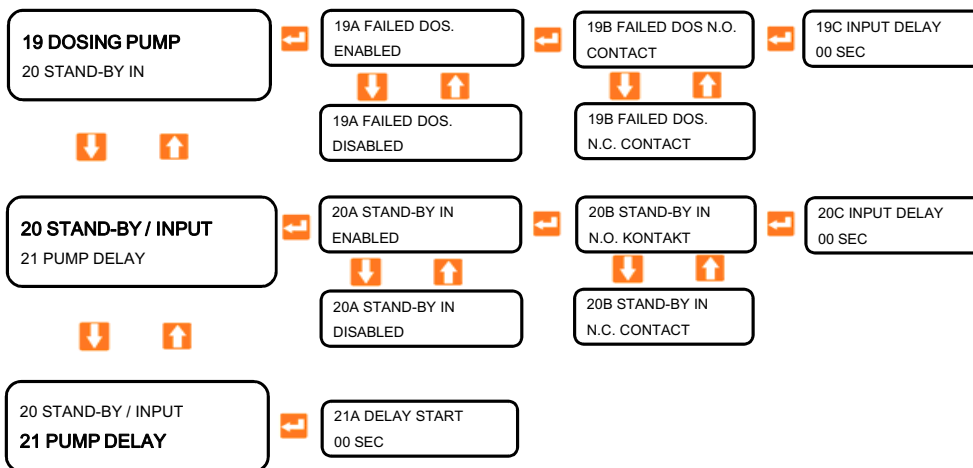 19 DOSING PUMP
20 STAND-BY IN
19A FAILED DOS.
ENABLED
19B FAILED DOS N.O.
CONTACT
19C INPUT DELAY
00 SEC
19A FAILED DOS.
DISABLED
19B FAILED DOS.
N.C. CONTACT
20 STAND-BY / INPUT
21 PUMP DELAY
20A STAND-BY IN
ENABLED
20B STAND-BY IN
N.O. KONTAKT
20C INPUT DELAY
00 SEC
20A STAND-BY IN
DISABLED
20B STAND-BY IN
N.C. CONTACT
20 STAND-BY / INPUT
21 PUMP DELAY
21A DELAY START
00 SEC